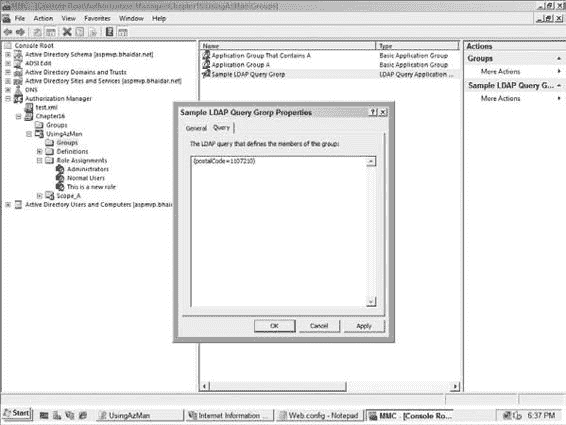 File Action View Favorites Window Help
Console Root
Active Directory Schema [aspmvp.bhaidar.net]
ADSI Edit
Active Directory Domains and Trusts
Active Directory Sites and Services [aspmvp.bhaidar.net]
DNS
Authorization Manager
test.xml
Chapter16
Groups
UsingAzMan
Groups
Definitions
Role Assignments
Administrators
Normal Users
This is a new role
Scope_A
Active Directory Users and Computers [aspmvp.bhaidar.net]
Name Type
Application Group That Contains A Basic Application Group
Application Group A Basic Application Group
Sample LDAP Query Grorp LDAP Query Application ...
Actions
Groups
More Actions
Sample LDAP Query G...
More Actions
Sample LDAP Query Grorp Properties
General Query
The LDAP query that defines the members of the group:
(postalCode=1107210)
OK Cancel Apply
Start UsingAzMan Internet Information ... Web.config - Notepad MMC - [Console Ro... 6:37 PM